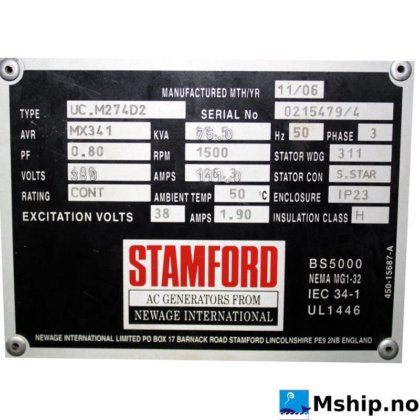 MANUFACTURED MTH/YR 11/06
TYPE UC.M274D2 SERIAL No 0215479/4
AVR MX341 KVA Hz 50 PHASE 3
PF 0.80 RPM 1500 STATOR WDG 311
VOLTS AMPS STATOR CON S.STAR
RATING CONT AMBIENT TEMP 50 °C ENCLOSURE IP23
EXCITATION VOLTS 38 AMPS 1.90 INSULATION CLASS H
STAMFORD
AC GENERATORS FROM
NEWAGE INTERNATIONAL
BS5000
NEMA MG1-32
IEC 34-1
UL1446
450-15687-A
NEWAGE INTERNATIONAL LIMITED PO BOX 17 BARNACK ROAD STAMFORD LINCOLNSHIRE PE9 2NB ENGLAND
Mship.no